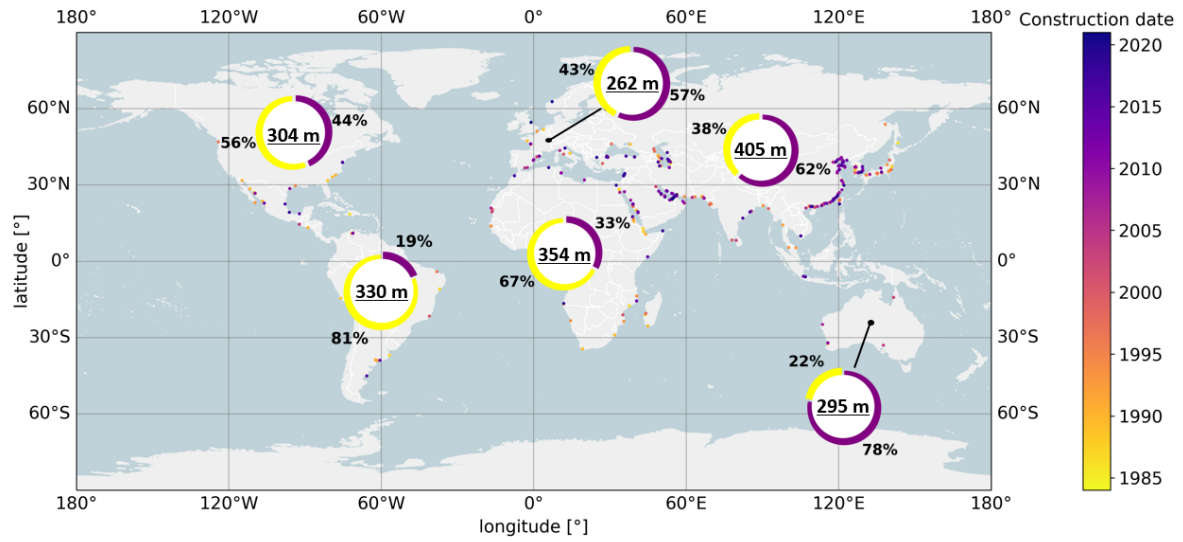 180° 120°W 60°W 0° 60°E 120°E 180°
Construction date
60°N 60°N
30°N 30°N
0° 0°
30°S 30°S
60°S 60°S
latitude [°]
43%
262 m
57%
56%
304 m
44%
38%
405 m
62%
19%
330 m
81%
33%
354 m
67%
22%
295 m
78%
180° 120°W 60°W 0° 60°E 120°E 180°
longitude [°]
2020
2015
2010
2005
2000
1995
1990
1985